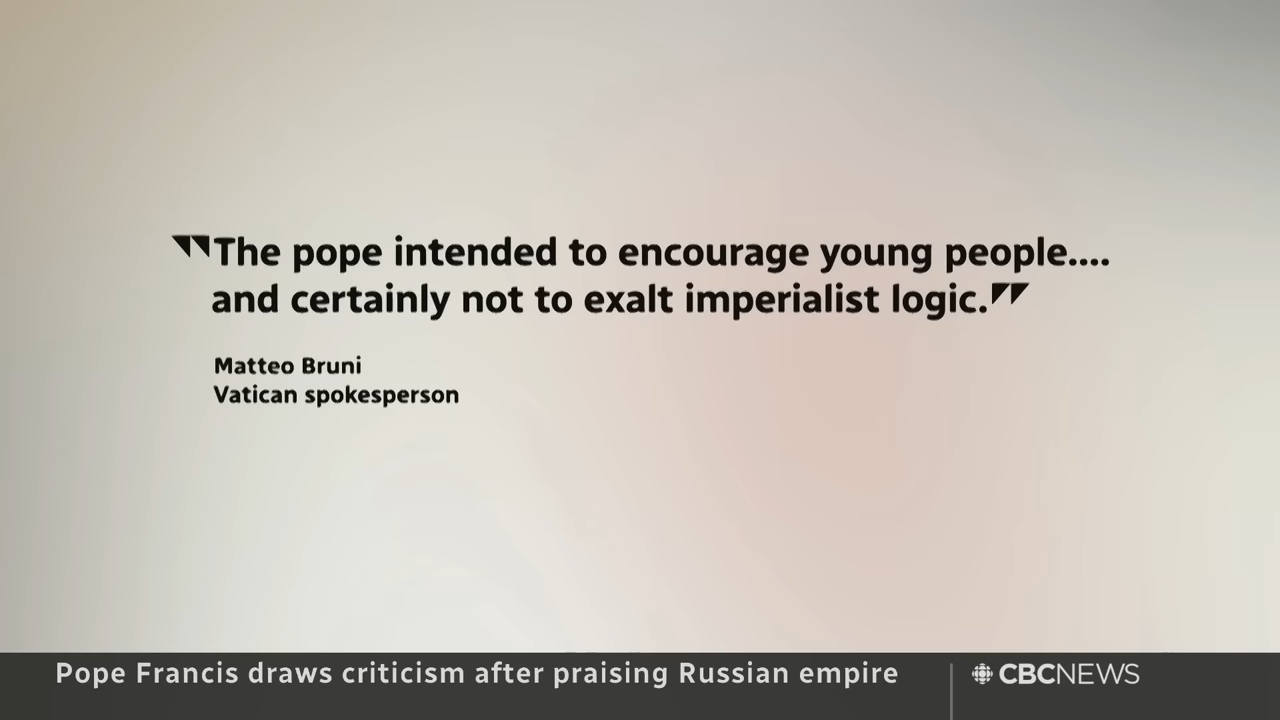 "The pope intended to encourage young people....
and certainly not to exalt imperialist logic."
Matteo Bruni
Vatican spokesperson
Pope Francis draws criticism after praising Russian empire
CBCNEWS